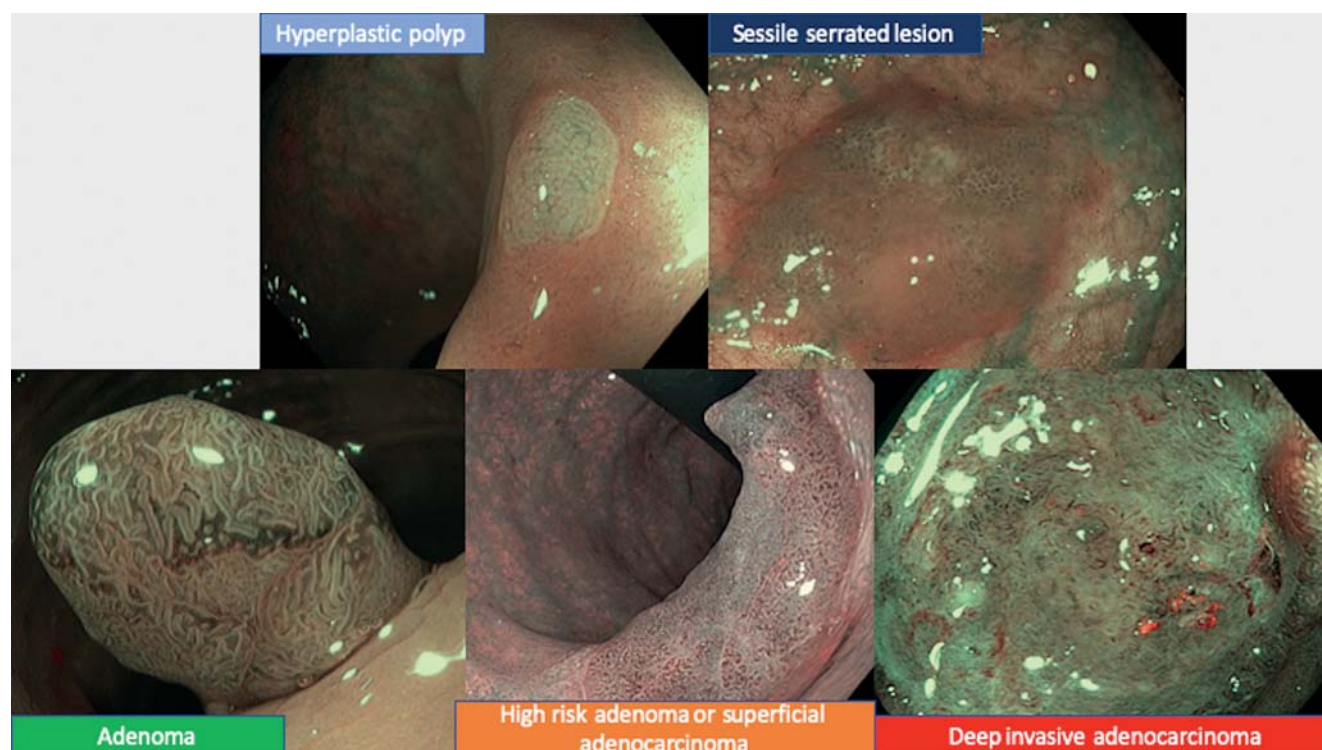 Hyperplastic polyp
Sessile serrated lesion
Adenoma
High risk adenoma or superficial
adenocarcinoma
Deep invasive adenocarcinoma